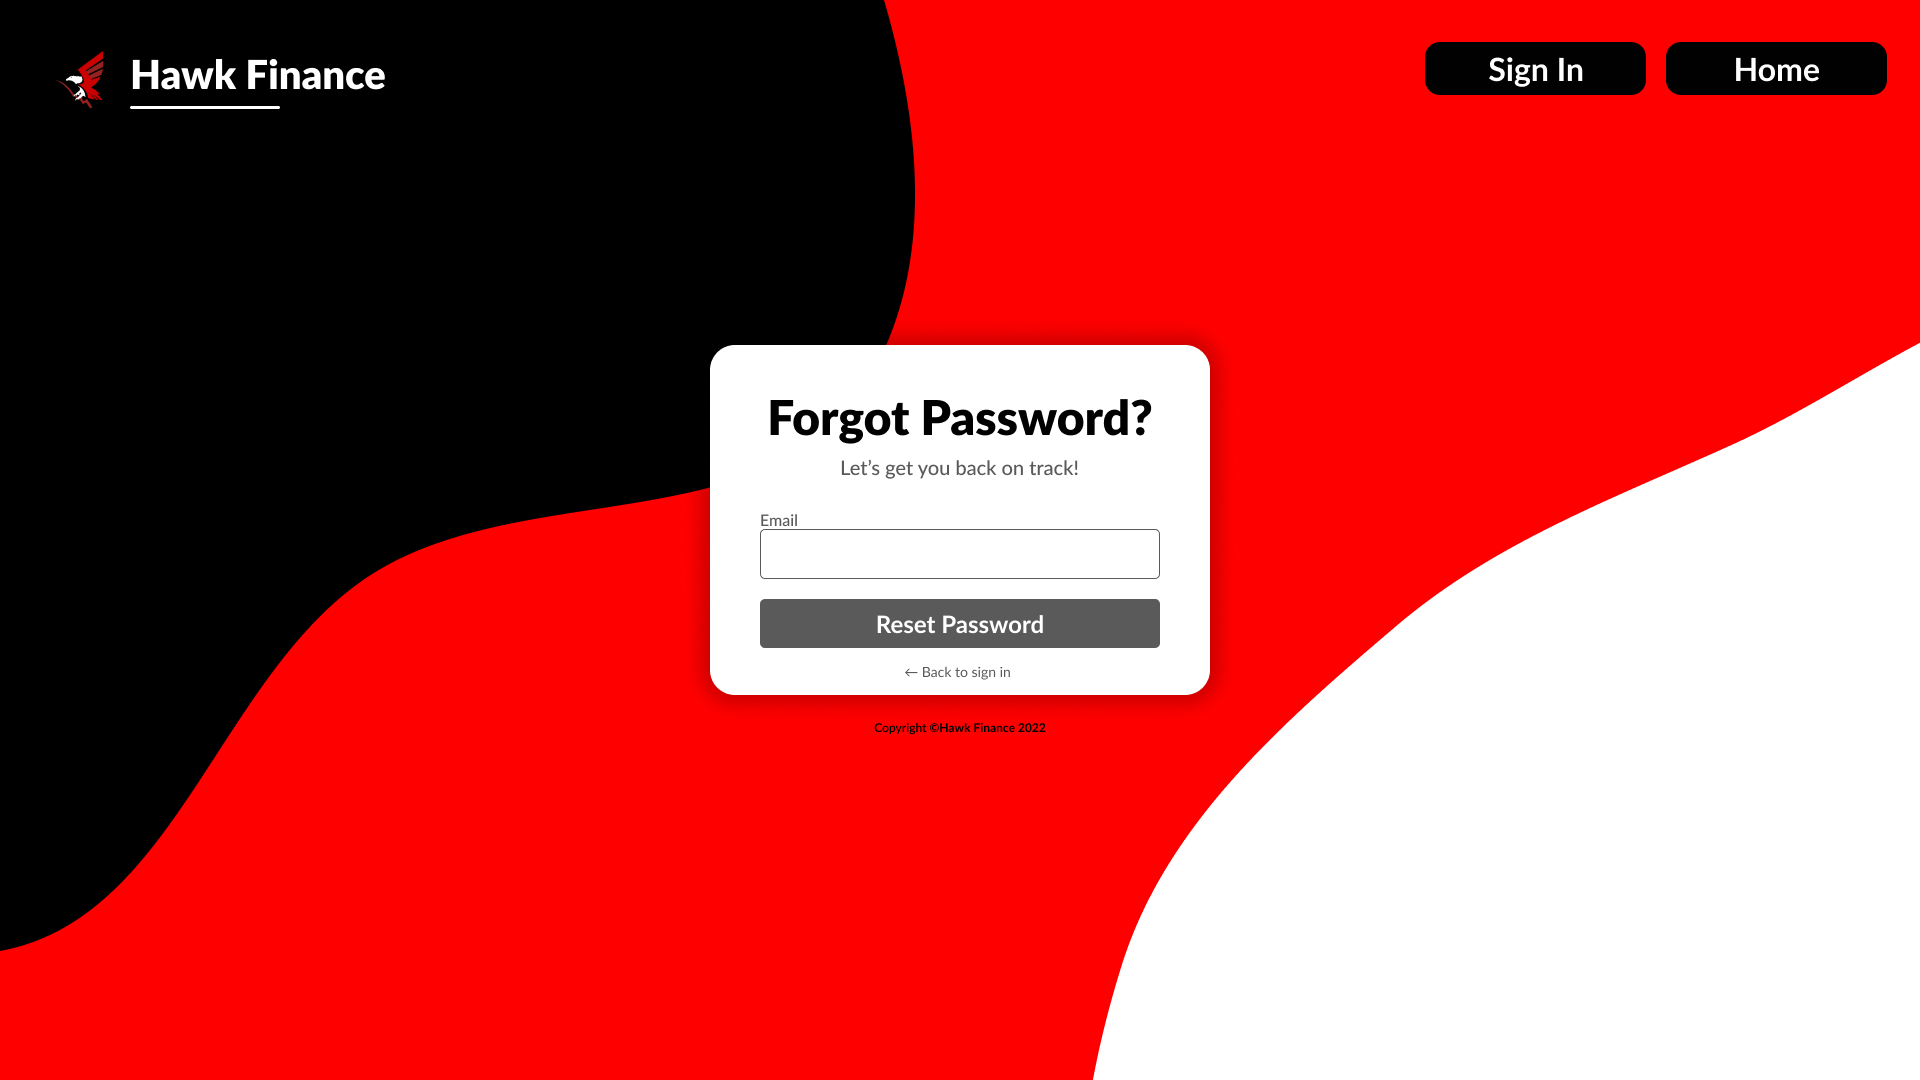 Hawk Finance
Sign In
Home
Forgot Password?
Let’s get you back on track!
Email
Reset Password
← Back to sign in
Copyright ©Hawk Finance 2022